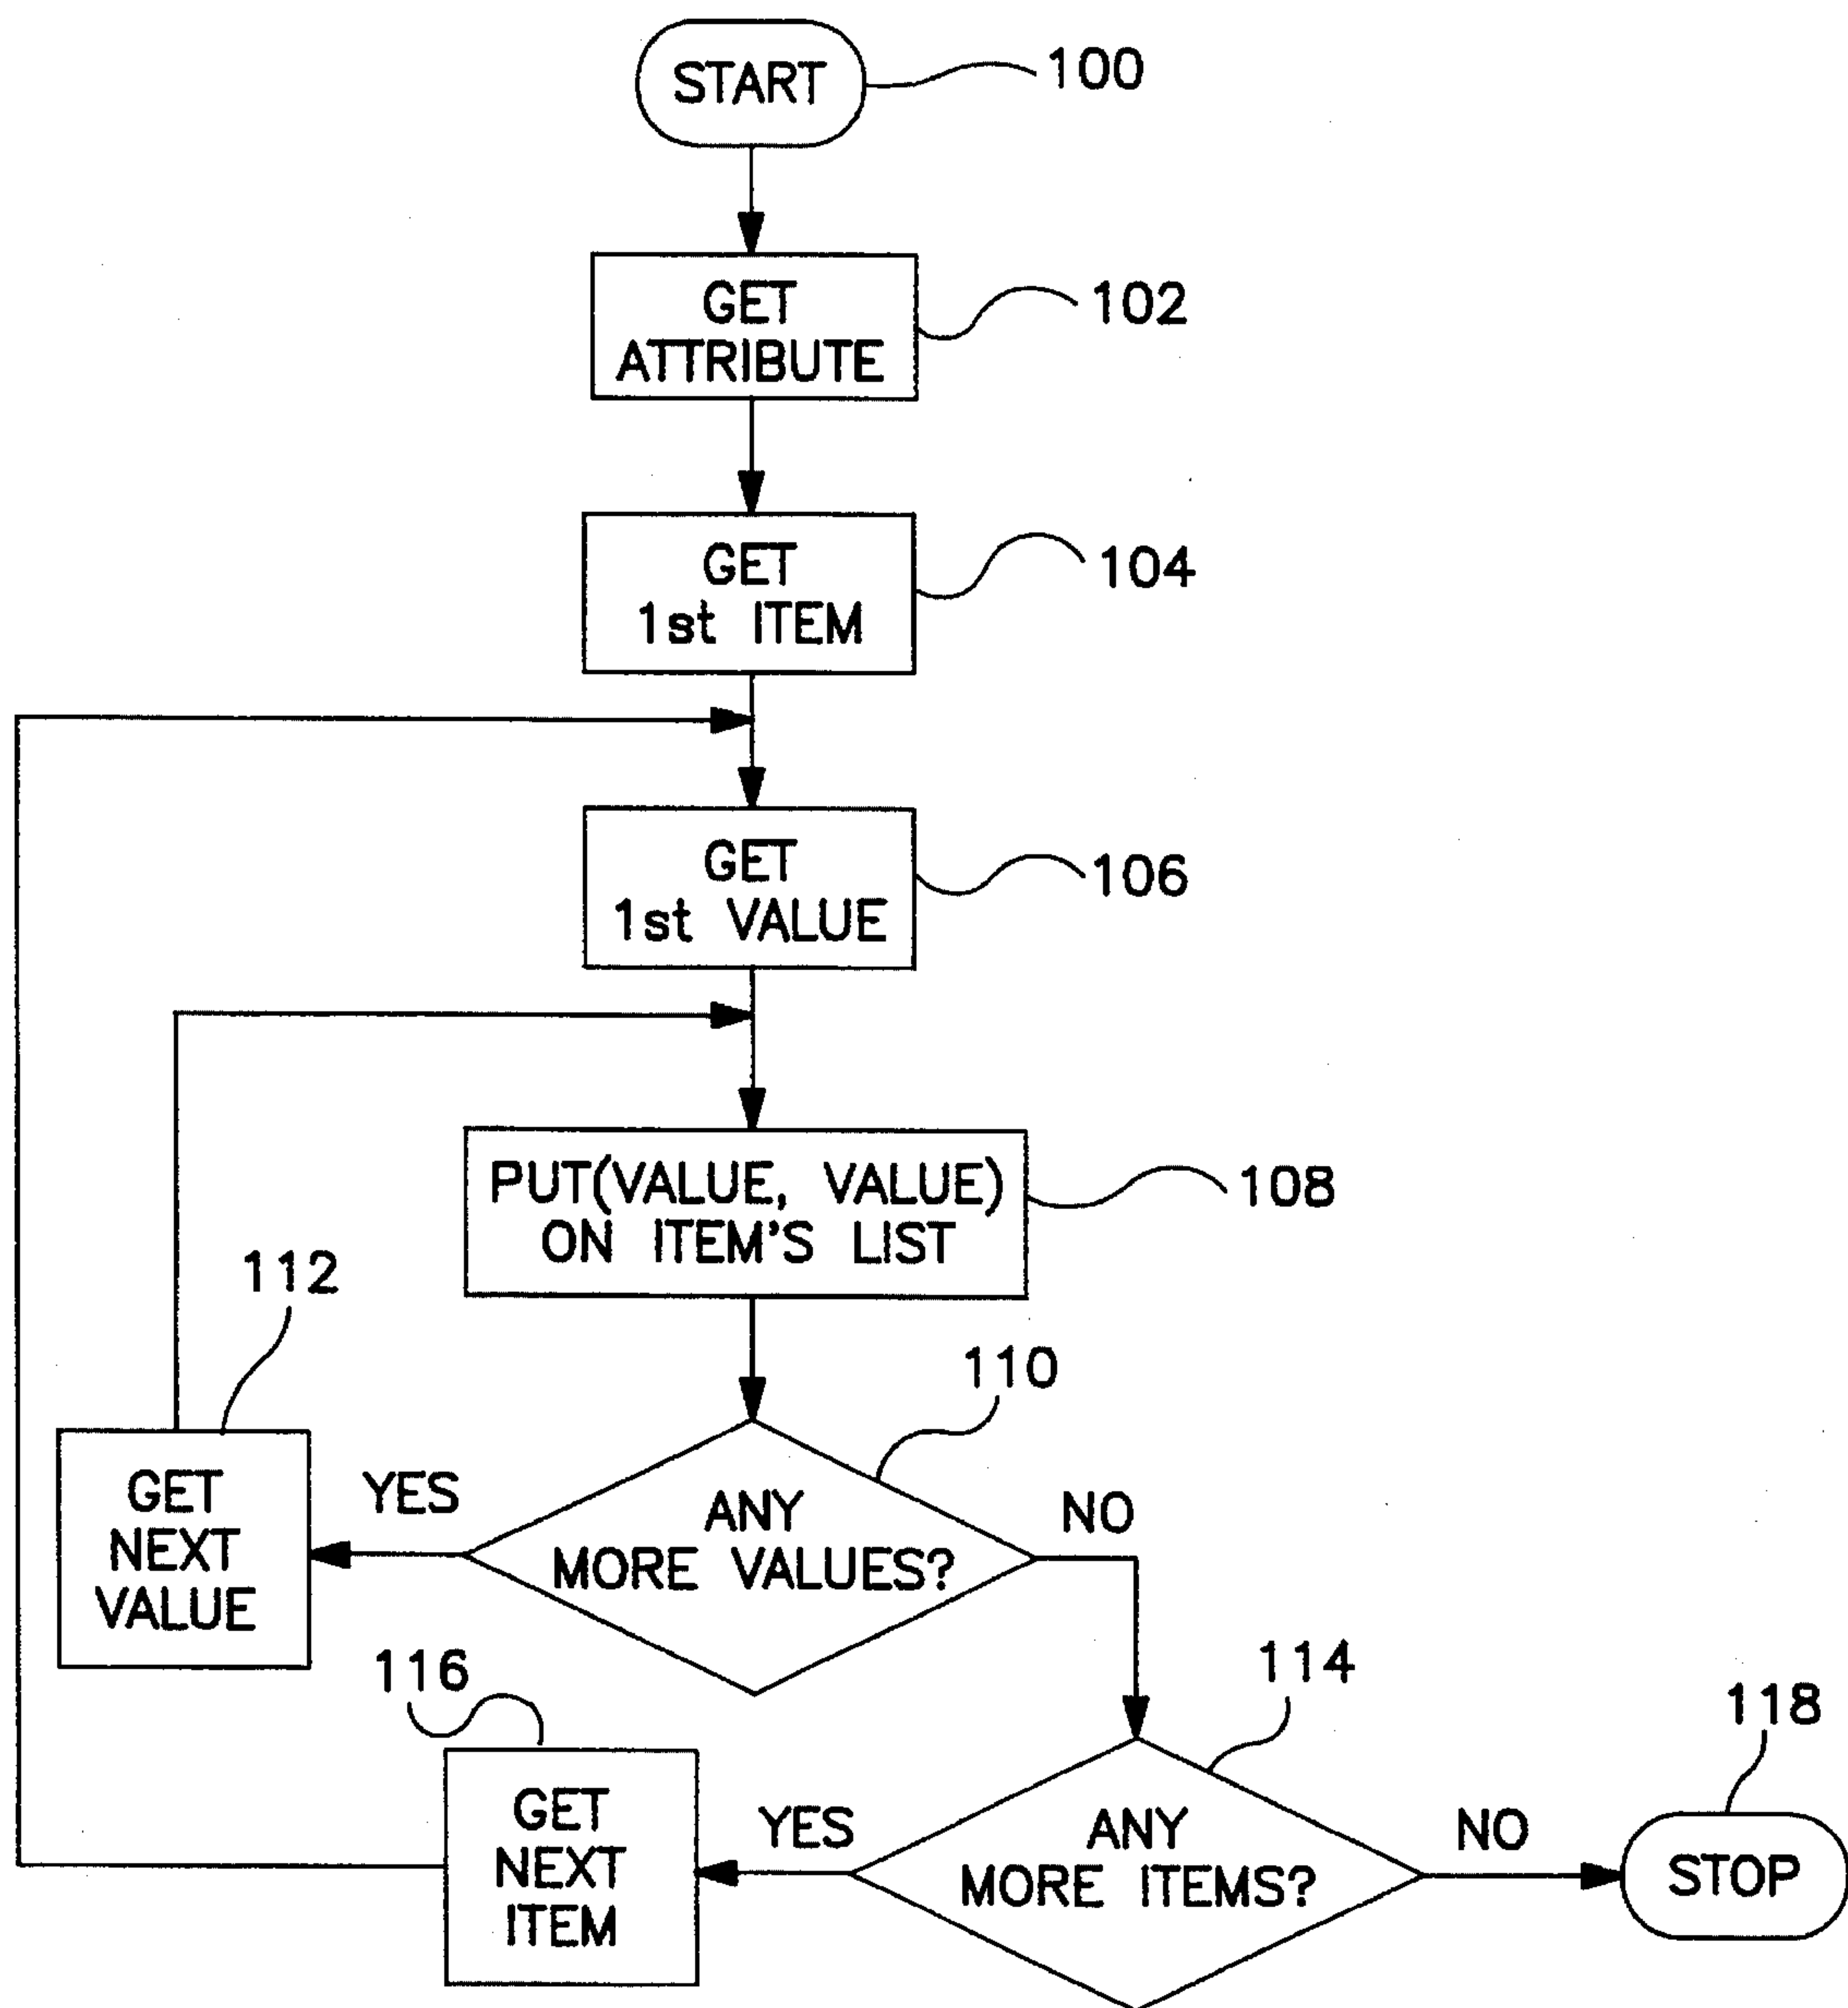 START
100
GET
ATTRIBUTE
102
GET
1st ITEM
104
GET
1st VALUE
106
PUT(VALUE, VALUE)
ON ITEM'S LIST
108
112
110
GET
NEXT
VALUE
YES
ANY
MORE VALUES?
NO
116
114
118
GET
NEXT
ITEM
YES
ANY
MORE ITEMS?
NO
STOP